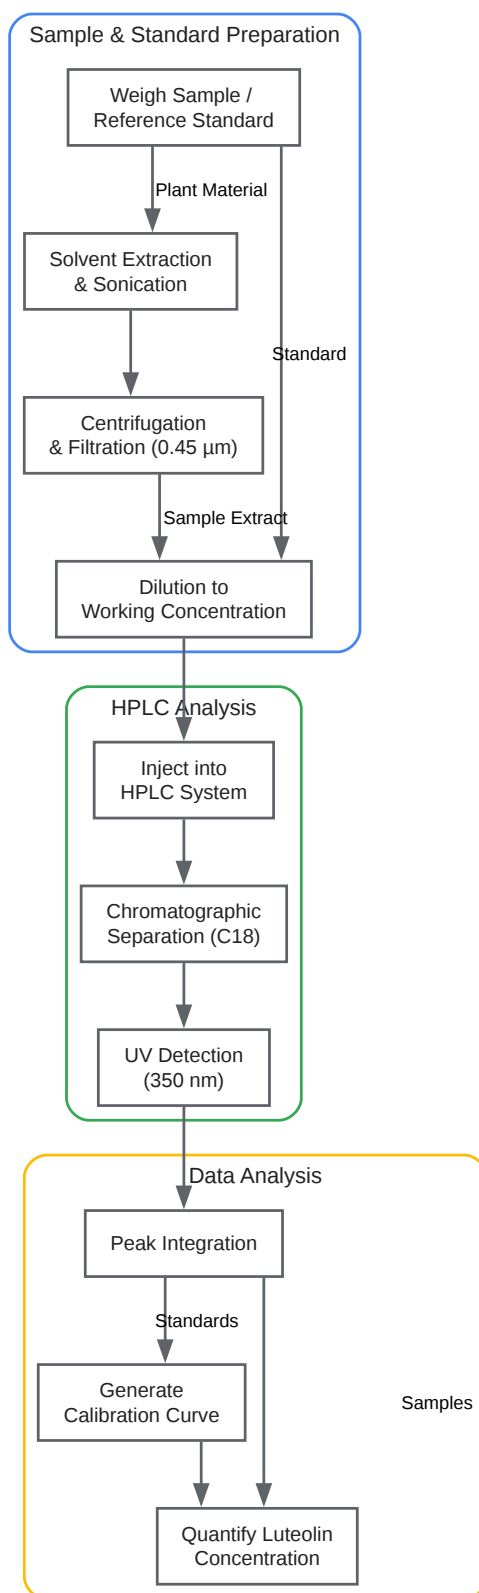 Sample & Standard Preparation
Weigh Sample /
Reference Standard
Plant Material
Solvent Extraction
& Sonication
Standard
Centrifugation
& Filtration (0.45 µm)
Sample Extract
Dilution to
Working Concentration
HPLC Analysis
Inject into
HPLC System
Chromatographic
Separation (C18)
UV Detection
(350 nm)
Data Analysis
Peak Integration
Standards
Generate
Calibration Curve
Samples
Quantify Luteolin
Concentration